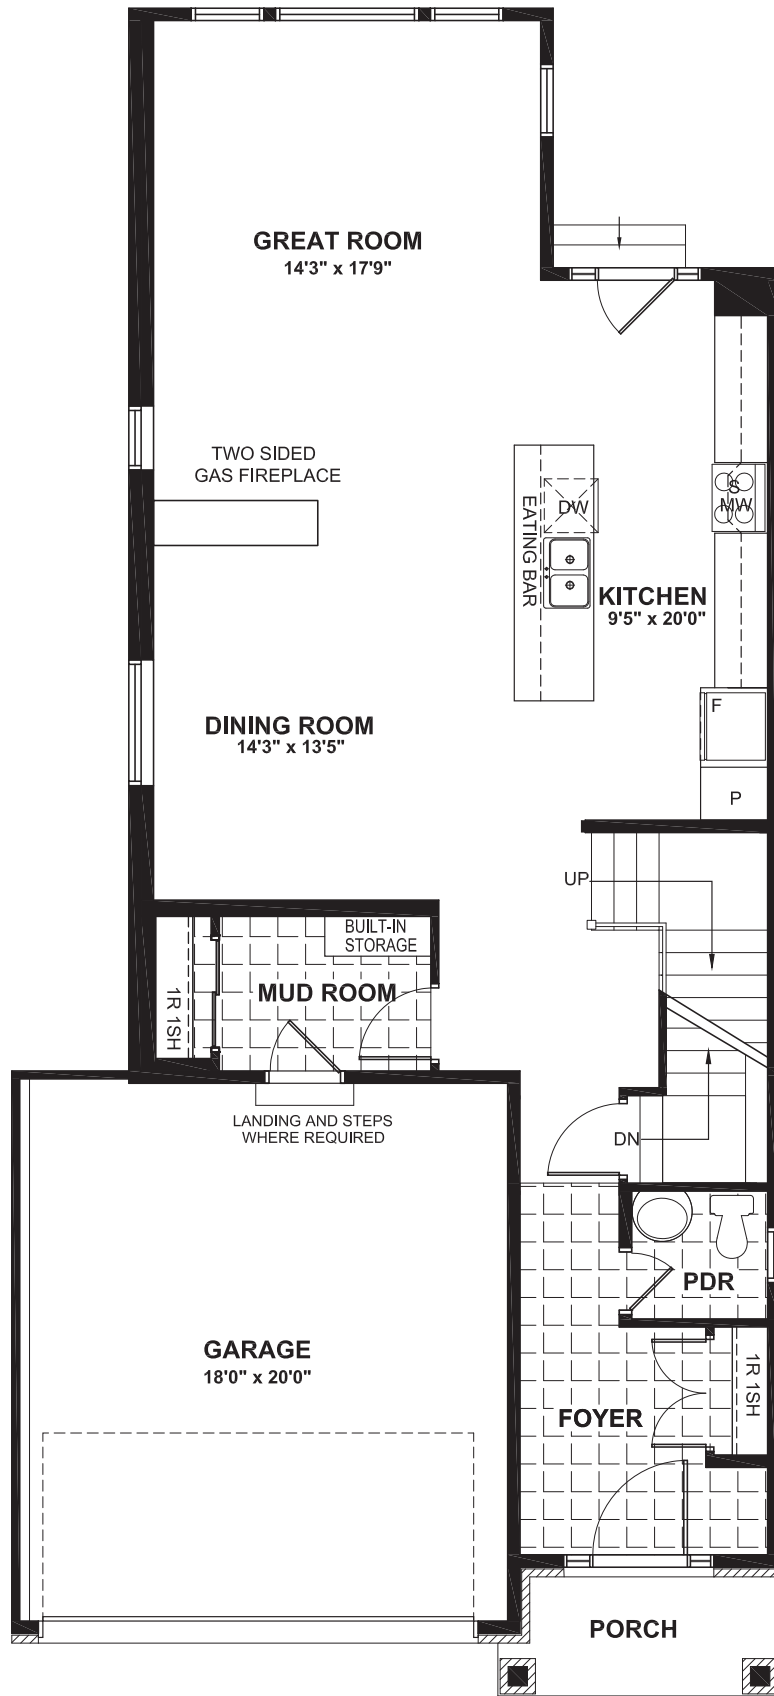 GREAT ROOM
14'3" x 17'9"
TWO SIDED
GAS FIREPLACE
EATING BAR
DW
S
MW
KITCHEN
9'5" x 20'0"
F
P
DINING ROOM
14'3" x 13'5"
UP
BUILT-IN
STORAGE
MUD ROOM
1R 1SH
LANDING AND STEPS
WHERE REQUIRED
DN
PDR
GARAGE
18'0" x 20'0"
1R 1SH
FOYER
PORCH